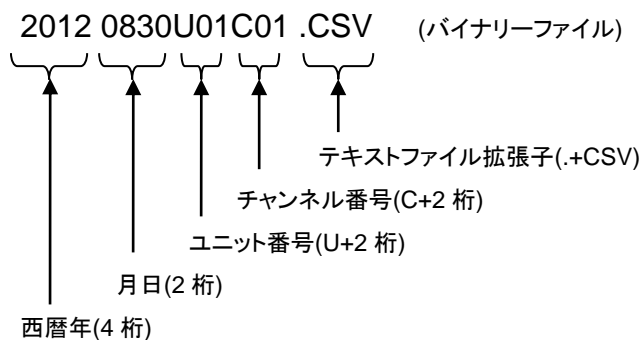 2012 0830U01C01 .CSV (バイナリーファイル)
テキストファイル拡張子(.+CSV)
チャンネル番号(C+2 桁)
ユニット番号(U+2 桁)
月日(2 桁)
西暦年(4 桁)